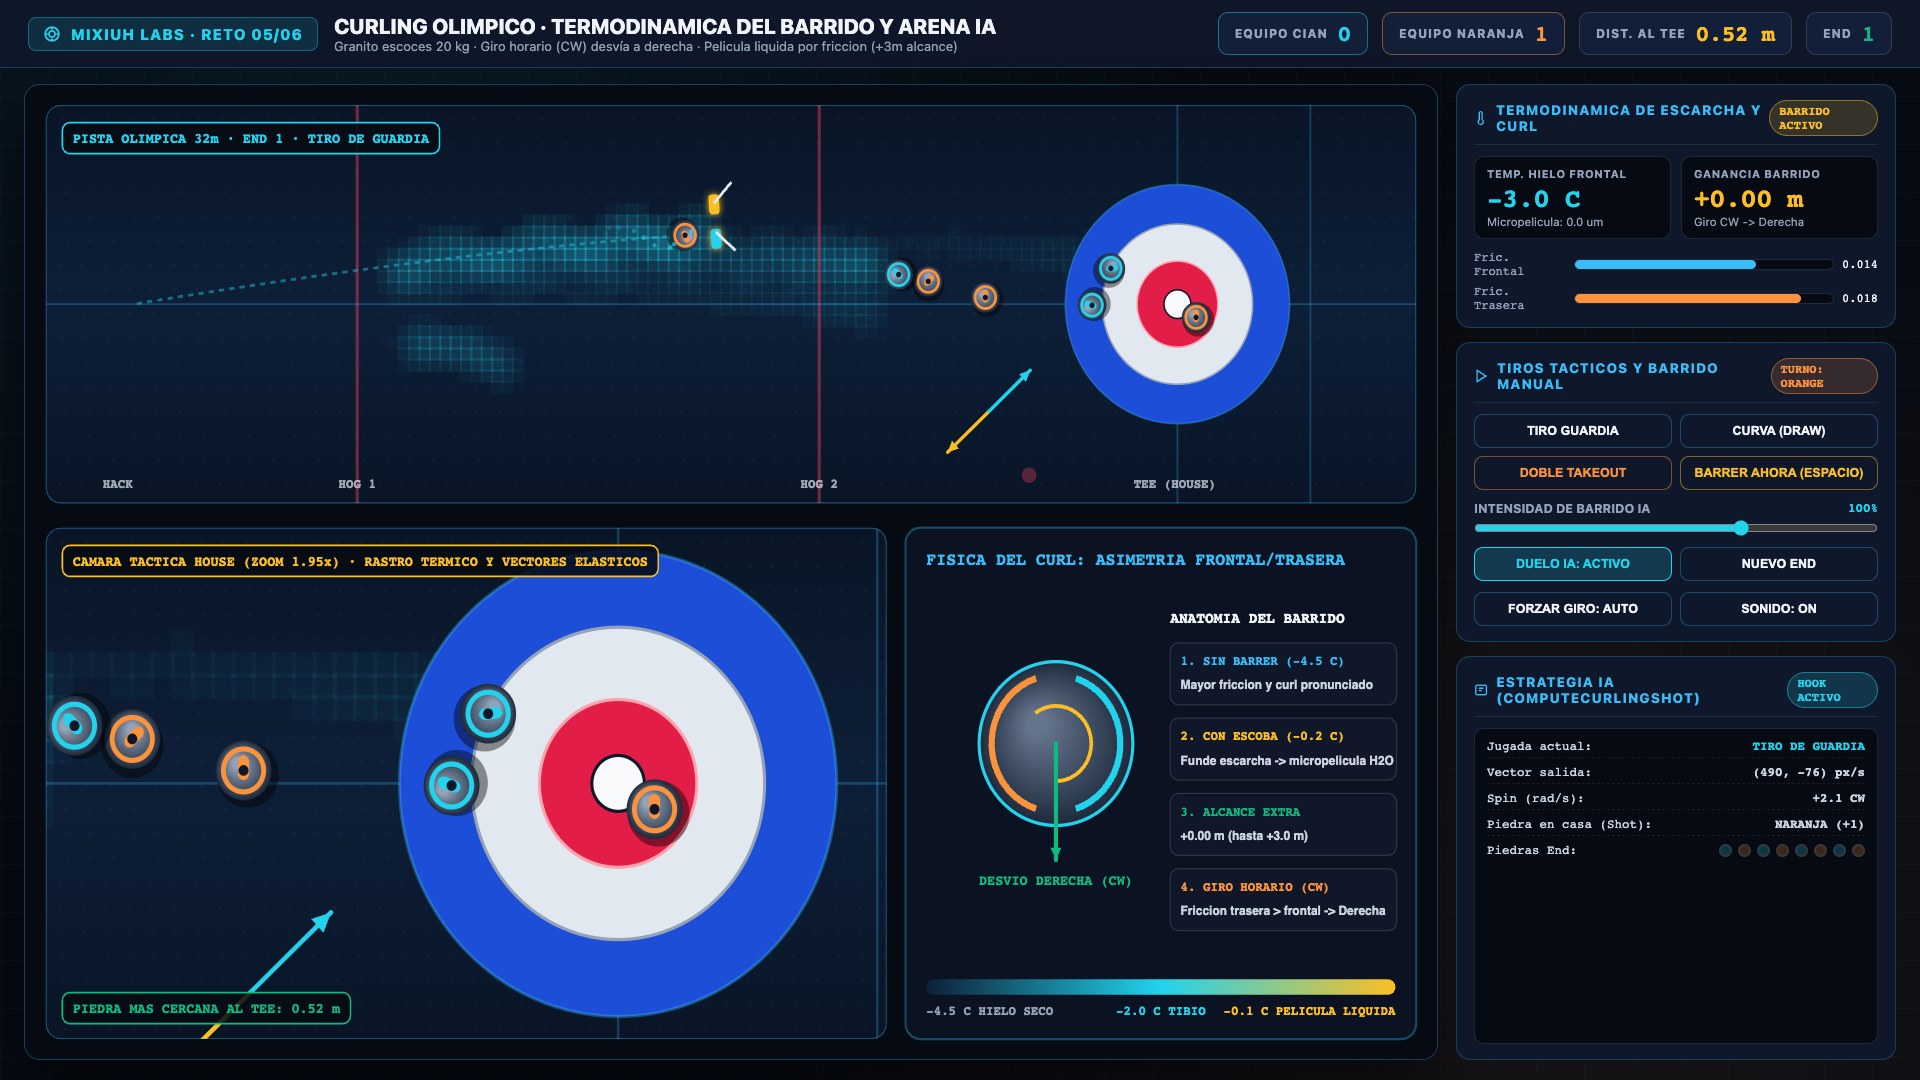 MIXIUH LABS · RETO 05/06
CURLING OLIMPICO · TERMODINAMICA DEL BARRIDO Y ARENA IA
Granito escoces 20 kg · Giro horario (CW) desvía a derecha · Pelicula liquida por friccion (+3m alcance)
EQUIPO CIAN 0
EQUIPO NARANJA 1
DIST. AL TEE 0.52 m
END 1
PISTA OLIMPICA 32m · END 1 · TIRO DE GUARDIA
HACK
HOG 1
HOG 2
TEE (HOUSE)
CAMARA TACTICA HOUSE (ZOOM 1.95x) · RASTRO TERMICO Y VECTORES ELASTICOS
PIEDRA MAS CERCANA AL TEE: 0.52 m
FISICA DEL CURL: ASIMETRIA FRONTAL/TRASERA
ANATOMIA DEL BARRIDO
1. SIN BARRER (-4.5 C)
Mayor friccion y curl pronunciado
2. CON ESCOBA (-0.2 C)
Funde escarcha -> micropelicula H2O
3. ALCANCE EXTRA
+0.00 m (hasta +3.0 m)
4. GIRO HORARIO (CW)
Friccion trasera > frontal -> Derecha
DESVIO DERECHA (CW)
-4.5 C HIELO SECO
-2.0 C TIBIO
-0.1 C PELICULA LIQUIDA
TERMODINAMICA DE ESCARCHA Y
CURL
BARRIDO
ACTIVO
TEMP. HIELO FRONTAL
-3.0 C
Micropelicula: 0.0 um
GANANCIA BARRIDO
+0.00 m
Giro CW -> Derecha
Fric.
Frontal
0.014
Fric.
Trasera
0.018
TIROS TACTICOS Y BARRIDO
MANUAL
TURNO:
ORANGE
TIRO GUARDIA
CURVA (DRAW)
DOBLE TAKEOUT
BARRER AHORA (ESPACIO)
INTENSIDAD DE BARRIDO IA
100%
DUELO IA: ACTIVO
NUEVO END
FORZAR GIRO: AUTO
SONIDO: ON
ESTRATEGIA IA
(COMPUTECURLINGSHOT)
HOOK
ACTIVO
Jugada actual: TIRO DE GUARDIA
Vector salida: (490, -76) px/s
Spin (rad/s): +2.1 CW
Piedra en casa (Shot): NARANJA (+1)
Piedras End: